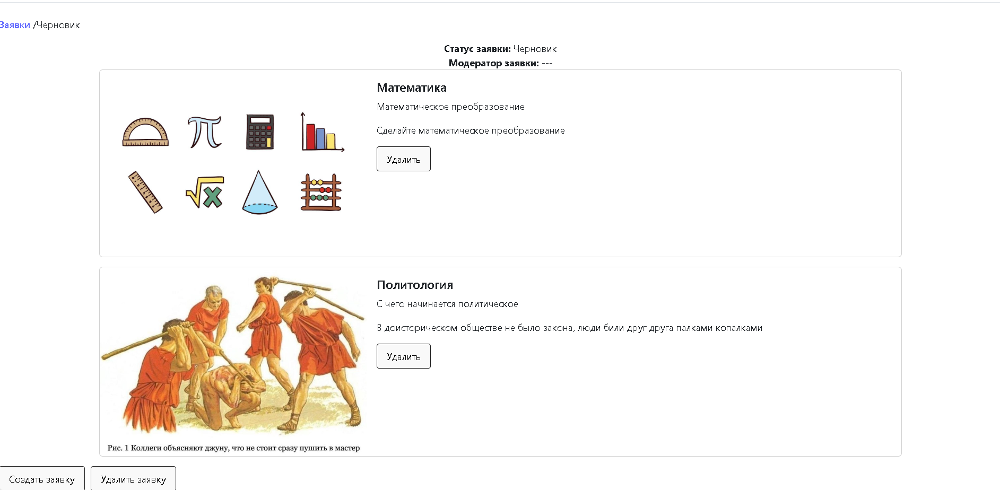 Заявки /Черновик
Статус заявки: Черновик
Модератор заявки: ---
Математика
Математическое преобразование
Сделайте математическое преобразование
Удалить
Политология
С чего начинается политическое
В доисторическом обществе не было закона, люди били друг друга палками копалками
Удалить
Рис. 1 Коллеги объясняют джуну, что не стоит сразу пушить в мастер
Создать заявку Удалить заявку